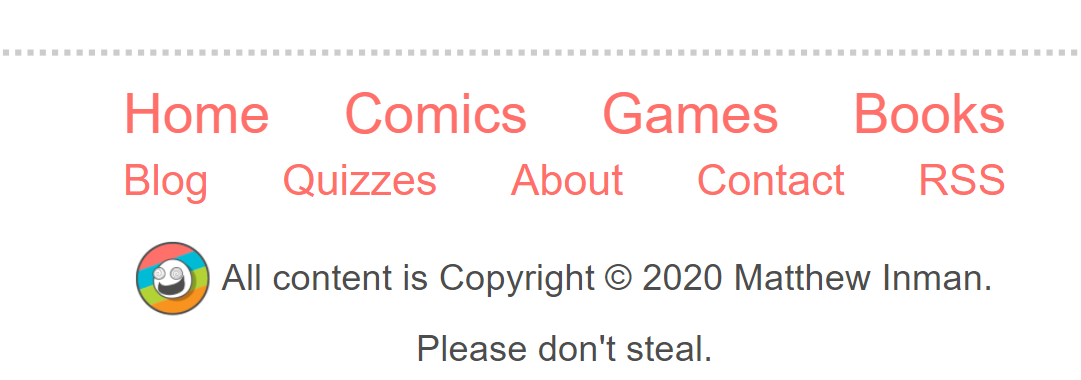 Home Comics Games Books
Blog Quizzes About Contact RSS
All content is Copyright © 2020 Matthew Inman.
Please don't steal.